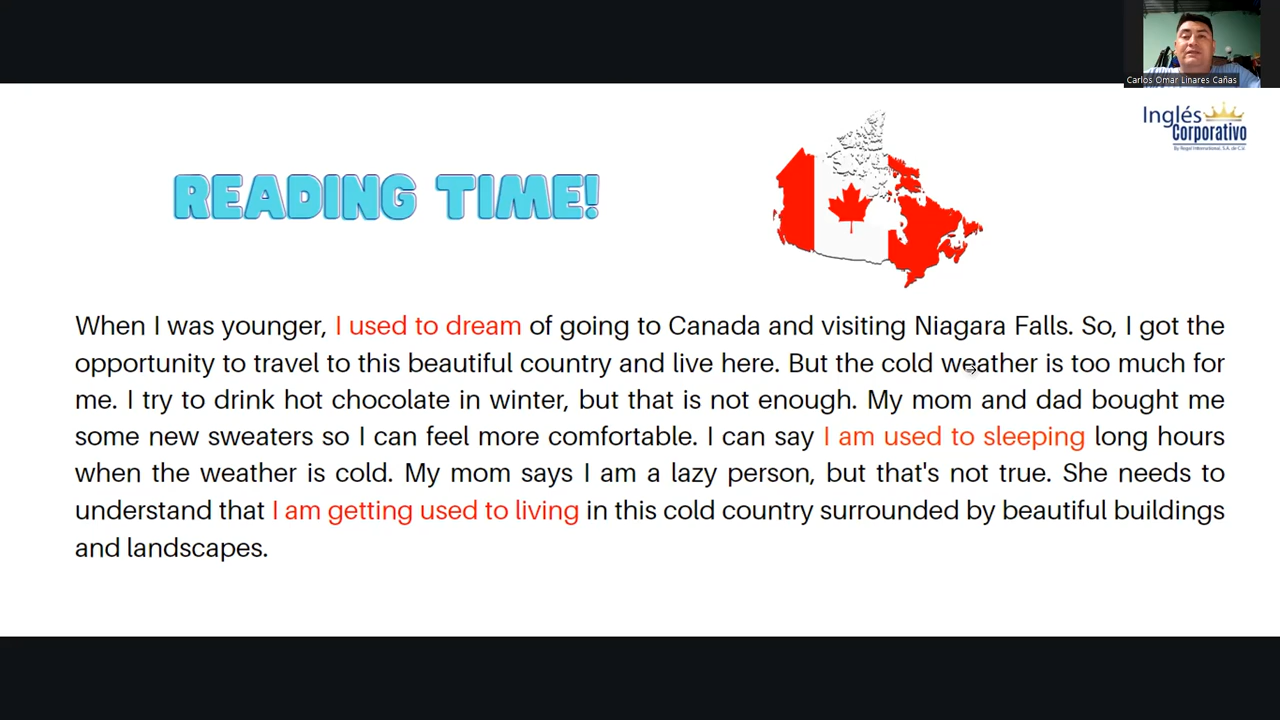 Carlos Omar Linares Cañas
Inglés
Corporativo
By Regal International, S.A. de C.V.
READING TIME!
When I was younger, I used to dream of going to Canada and visiting Niagara Falls. So, I got the
opportunity to travel to this beautiful country and live here. But the cold weather is too much for
me. I try to drink hot chocolate in winter, but that is not enough. My mom and dad bought me
some new sweaters so I can feel more comfortable. I can say I am used to sleeping long hours
when the weather is cold. My mom says I am a lazy person, but that's not true. She needs to
understand that I am getting used to living in this cold country surrounded by beautiful buildings
and landscapes.